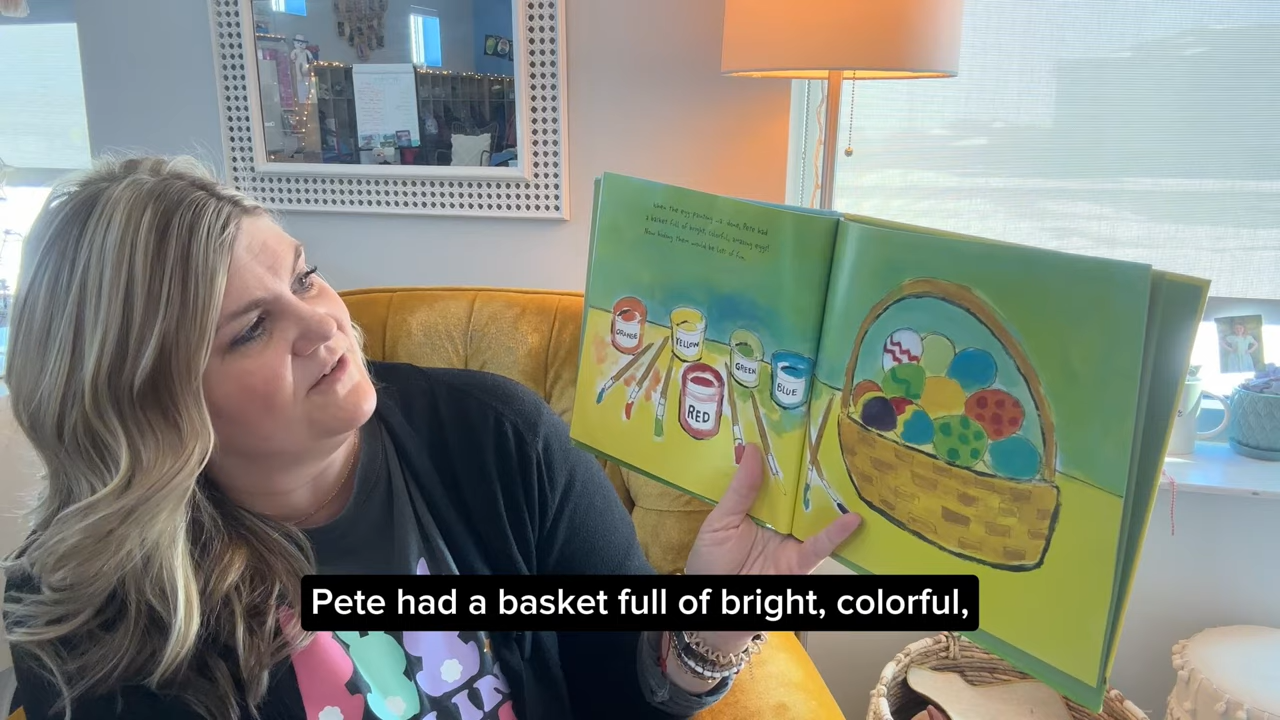 When the egg painting was done, Pete had
a basket full of bright, colorful, amazing eggs!
Now hiding them would be lots of fun.
ORANGE
YELLOW
GREEN
BLUE
RED
Pete had a basket full of bright, colorful,